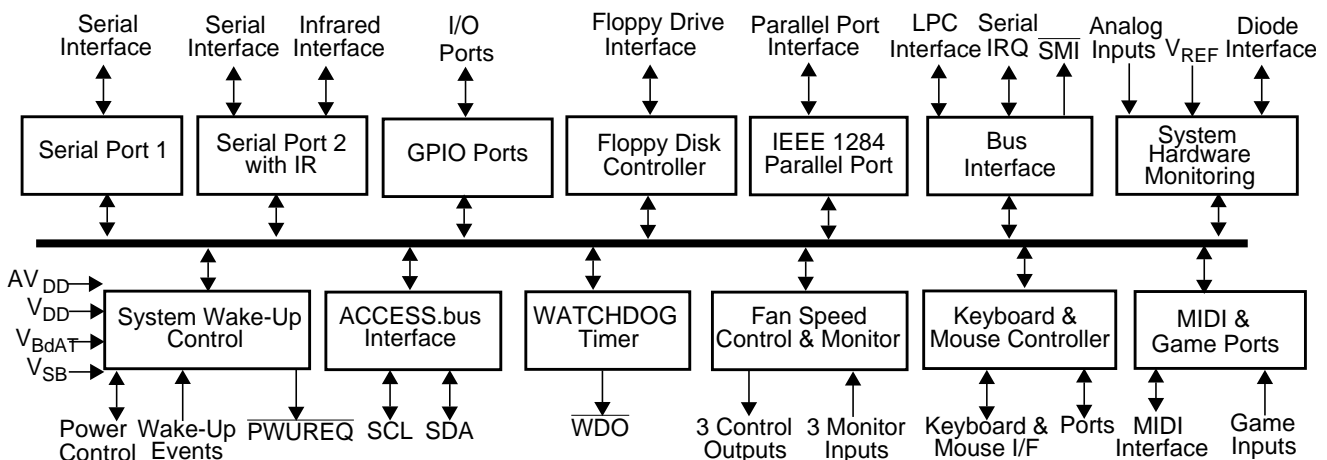 Serial
Interface
Serial
Interface
Infrared
Interface
I/O
Ports
Floppy Drive
Interface
Parallel Port
Interface
LPC
Interface
Serial
IRQ
SMI
Analog
Inputs
VREF
Diode
Interface
Serial Port 1
Serial Port 2
with IR
GPIO Ports
Floppy Disk
Controller
IEEE 1284
Parallel Port
Bus
Interface
System
Hardware
Monitoring
AVDD
VDD
VBdAT
VSB
System Wake-Up
Control
ACCESS.bus
Interface
WATCHDOG
Timer
Fan Speed
Control & Monitor
Keyboard &
Mouse Controller
MIDI &
Game Ports
Power
Control
Wake-Up
Events
PWUREQ
SCL
SDA
WDO
3 Control
Outputs
3 Monitor
Inputs
Keyboard &
Mouse I/F
Ports
MIDI
Interface
Game
Inputs